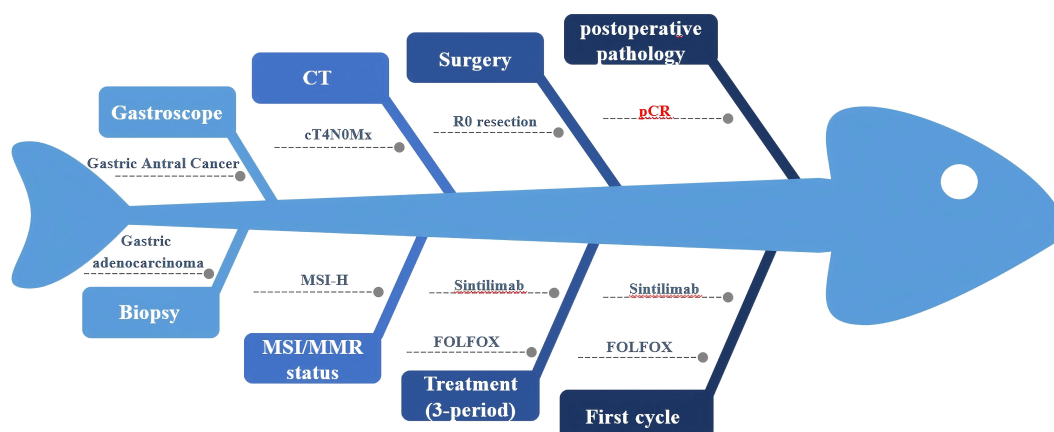 postoperative
pathology
Surgery
CT
Gastroscope
pCR
R0 resection
cT4N0Mx
Gastric Antral Cancer
Gastric
adenocarcinoma
MSI-H
Sintilimab
Sintilimab
FOLFOX
FOLFOX
Biopsy
MSI/MMR
status
Treatment
(3-period)
First cycle